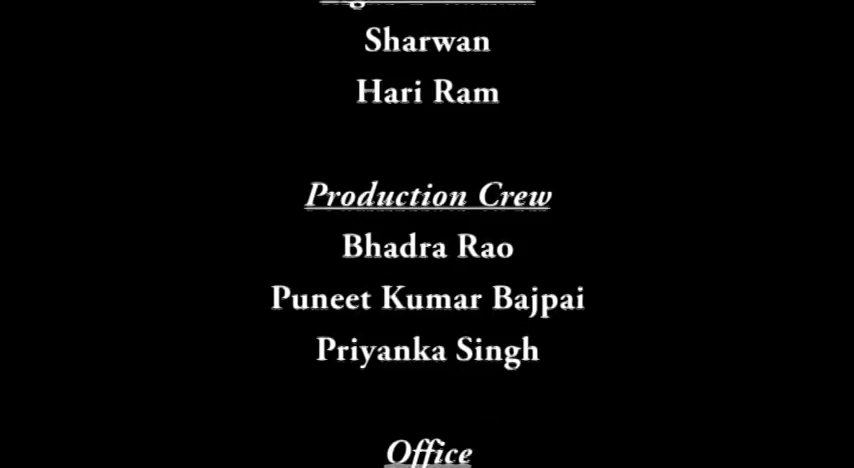 Sharwan
Hari Ram
Production Crew
Bhadra Rao
Puneet Kumar Bajpai
Priyanka Singh
Office